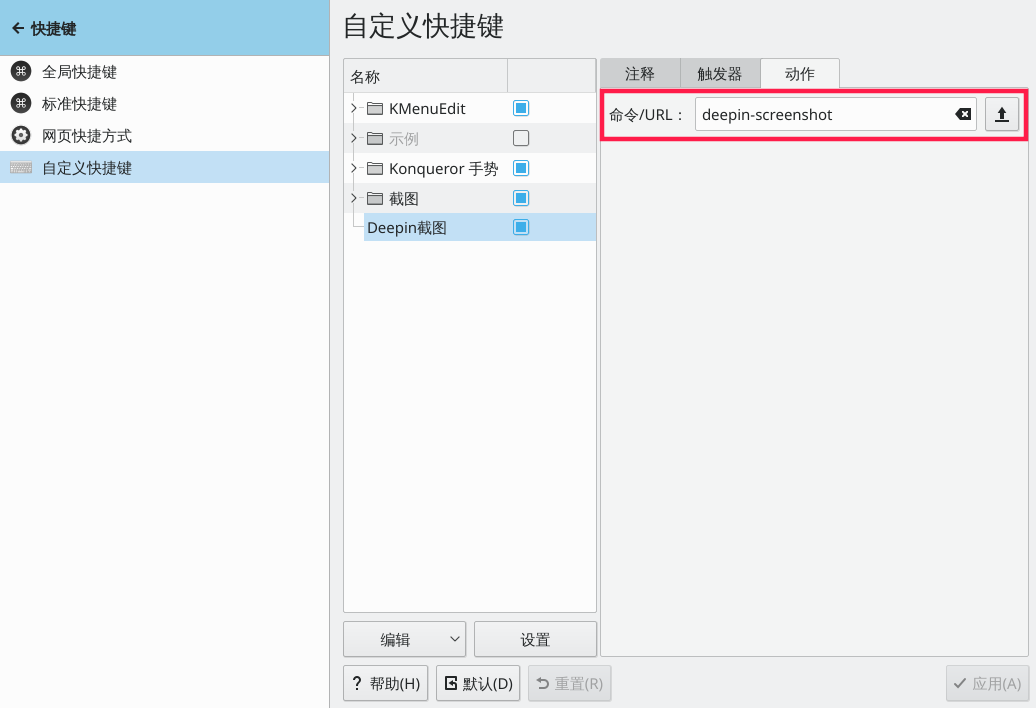 快捷键
全局快捷键
标准快捷键
网页快捷方式
自定义快捷键
自定义快捷键
名称
KMenuEdit
示例
Konqueror 手势
截图
Deepin截图
编辑
设置
注释 触发器 动作
命令/URL： deepin-screenshot
帮助(H) 默认(D) 重置(R) 应用(A)